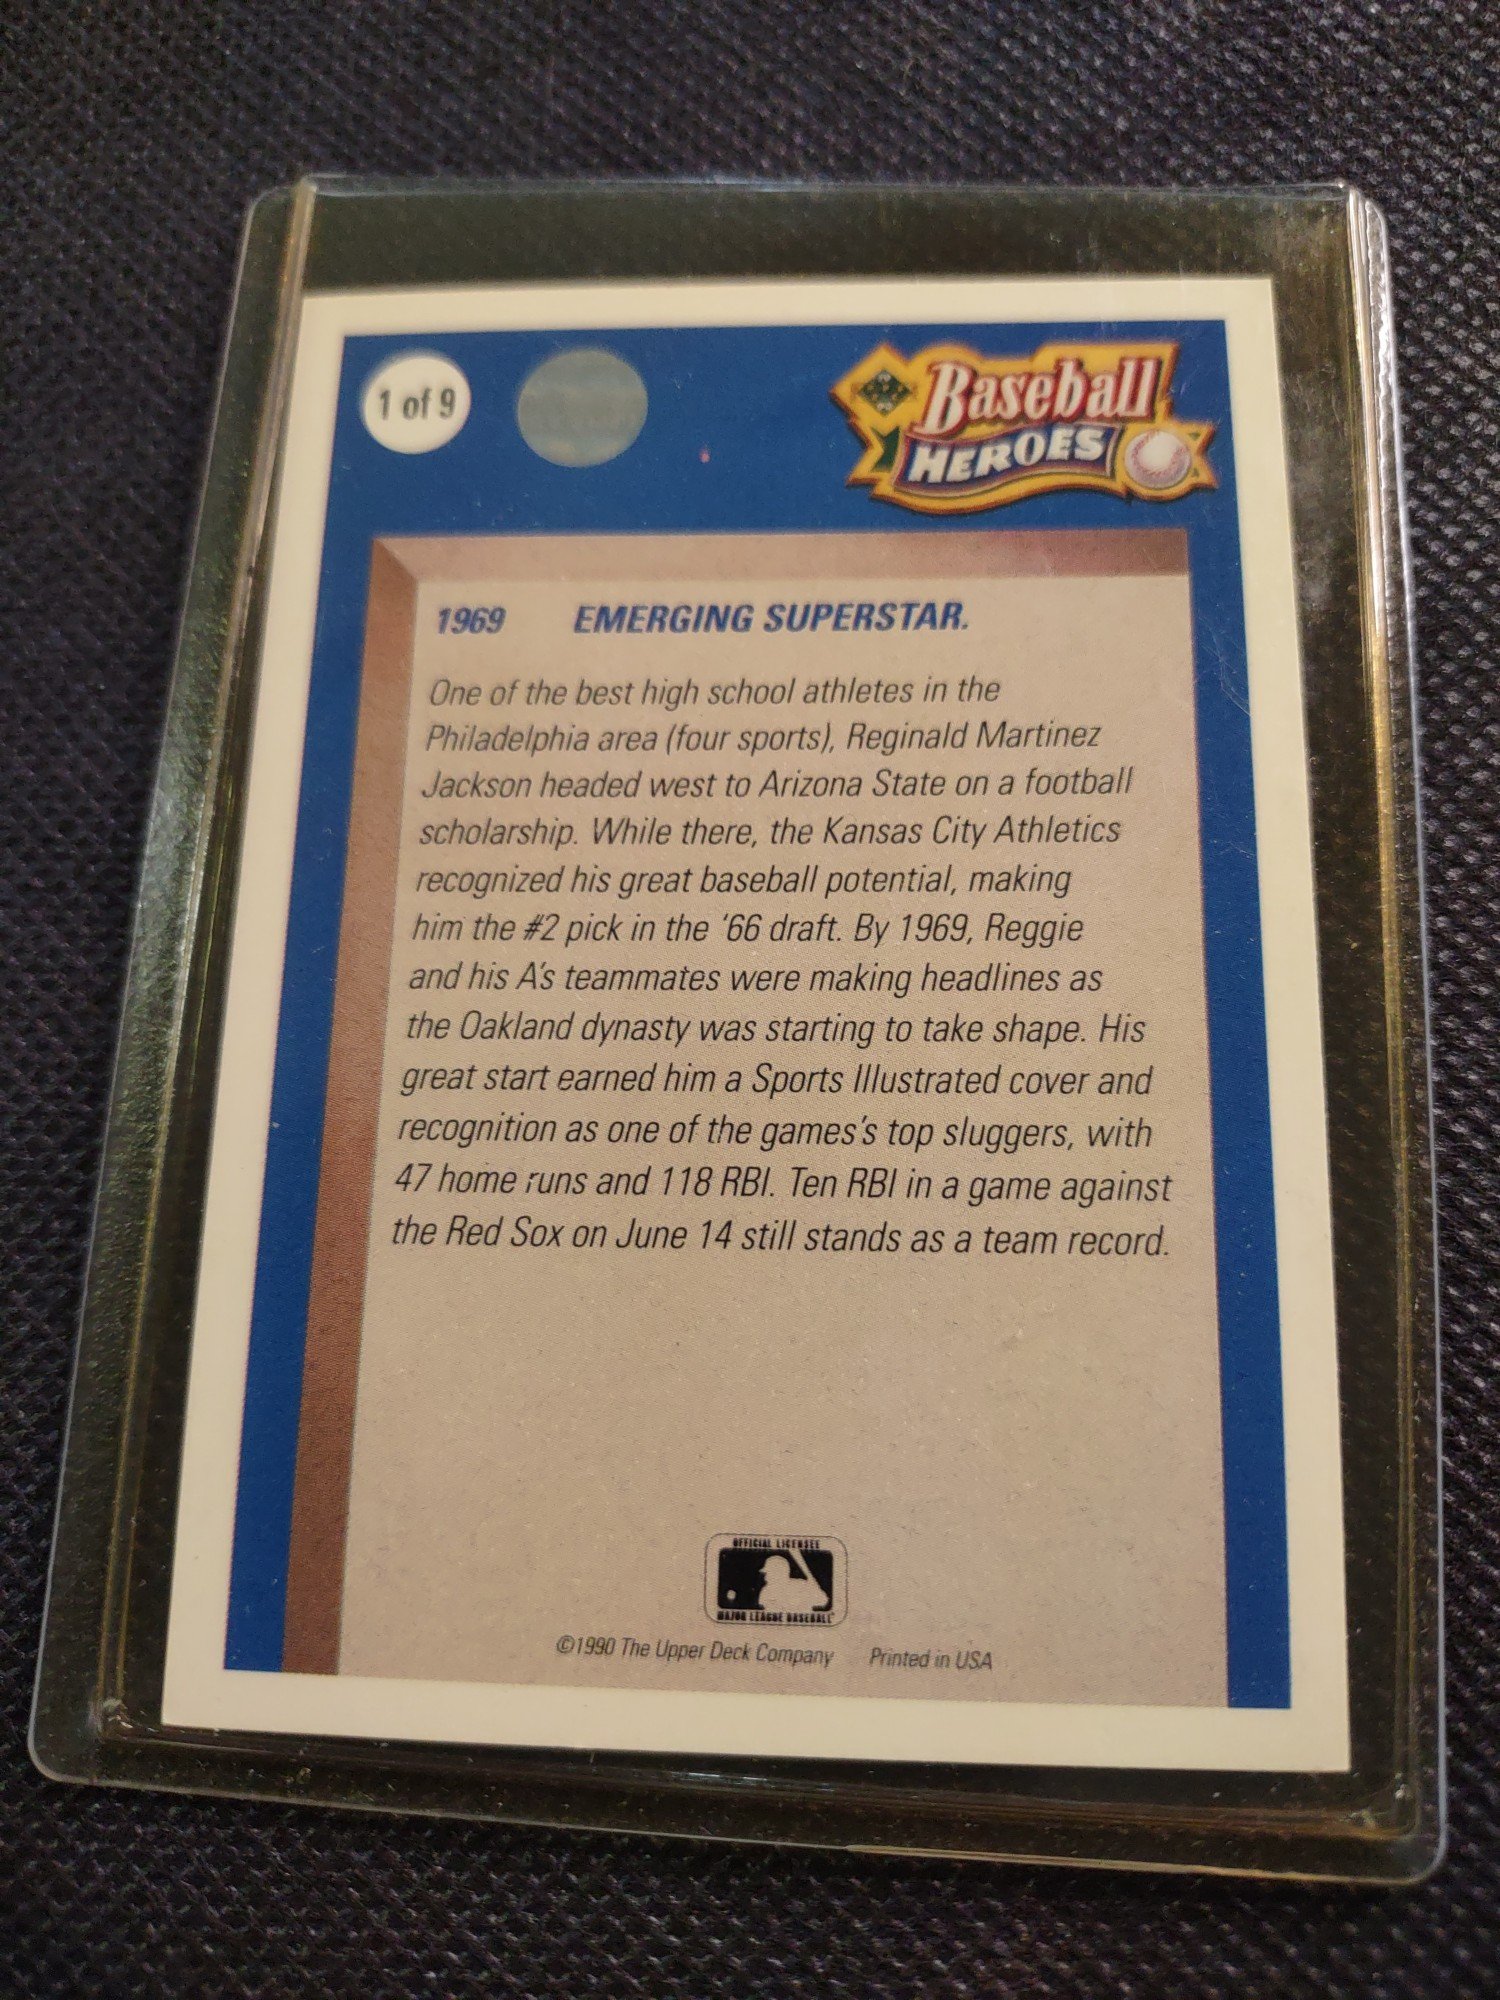 1 of 9
Baseball
HEROES
1969 EMERGING SUPERSTAR.
One of the best high school athletes in the
Philadelphia area (four sports), Reginald Martinez
Jackson headed west to Arizona State on a football
scholarship. While there, the Kansas City Athletics
recognized his great baseball potential, making
him the #2 pick in the '66 draft. By 1969, Reggie
and his A's teammates were making headlines as
the Oakland dynasty was starting to take shape. His
great start earned him a Sports Illustrated cover and
recognition as one of the games's top sluggers, with
47 home runs and 118 RBI. Ten RBI in a game against
the Red Sox on June 14 still stands as a team record.
OFFICIAL LICENSEE
MAJOR LEAGUE BASEBALL
©1990 The Upper Deck Company Printed in USA